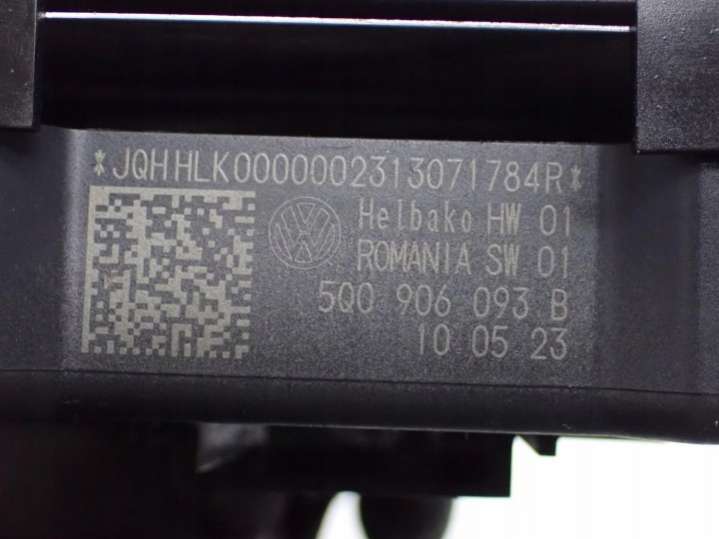 *JQHHLK0000002313071784R*
Helbako HW 01
ROMANIA SW 01
5Q0 906 093 B
10 05 23